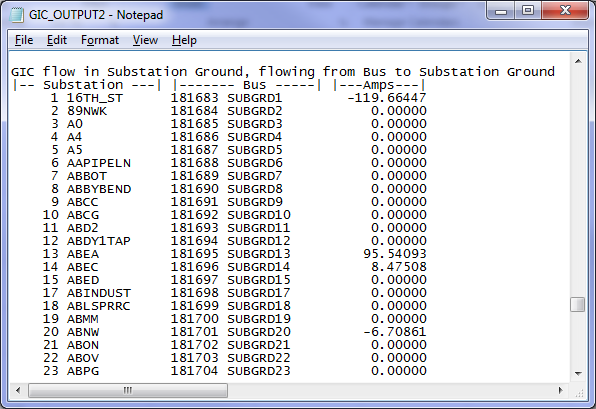 GIC_OUTPUT2 - Notepad
File Edit Format View Help
GIC flow in Substation Ground, flowing from Bus to Substation Ground
|-- Substation ---| |------- Bus -----| |---Amps---|
1 16TH_ST 181683 SUBGRD1 -119.66447
2 89NWK 181684 SUBGRD2 0.00000
3 A0 181685 SUBGRD3 0.00000
4 A4 181686 SUBGRD4 0.00000
5 A5 181687 SUBGRD5 0.00000
6 AAPIPELN 181688 SUBGRD6 0.00000
7 ABBOT 181689 SUBGRD7 0.00000
8 ABBYBEND 181690 SUBGRD8 0.00000
9 ABCC 181691 SUBGRD9 0.00000
10 ABCG 181692 SUBGRD10 0.00000
11 ABD2 181693 SUBGRD11 0.00000
12 ABDY1TAP 181694 SUBGRD12 0.00000
13 ABEA 181695 SUBGRD13 95.54093
14 ABEC 181696 SUBGRD14 8.47508
15 ABED 181697 SUBGRD15 0.00000
17 ABINDUST 181698 SUBGRD17 0.00000
18 ABLSPRRC 181699 SUBGRD18 0.00000
19 ABMM 181700 SUBGRD19 0.00000
20 ABNW 181701 SUBGRD20 -6.70861
21 ABON 181702 SUBGRD21 0.00000
22 ABOV 181703 SUBGRD22 0.00000
23 ABPG 181704 SUBGRD23 0.00000